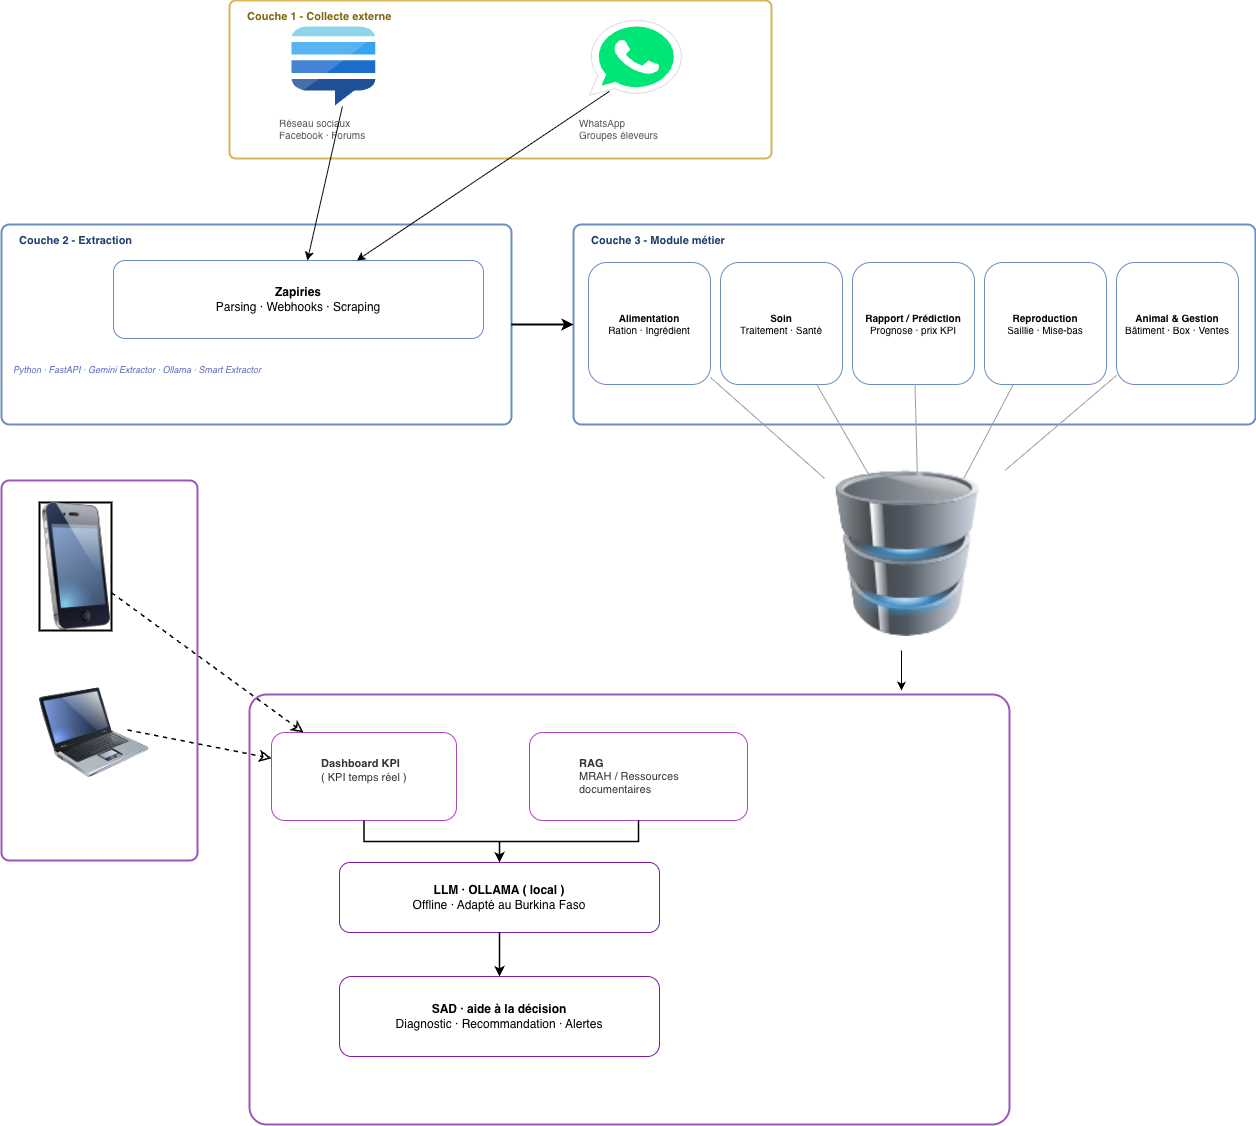 Couche 1 - Collecte externe
Réseau sociaux
Facebook · Forums
WhatsApp
Groupes éleveurs
Couche 2 - Extraction
Zapiries
Parsing · Webhooks · Scraping
Python · FastAPI · Gemini Extractor · Ollama · Smart Extractor
Couche 3 - Module métier
Alimentation
Ration · Ingrédient
Soin
Traitement · Santé
Rapport / Prédiction
Prognose · prix KPI
Reproduction
Saillie · Mise-bas
Animal & Gestion
Bâtiment · Box · Ventes
Dashboard KPI
( KPI temps réel )
RAG
MRAH / Ressources
documentaires
LLM · OLLAMA ( local )
Offline · Adapté au Burkina Faso
SAD · aide à la décision
Diagnostic · Recommandation · Alertes